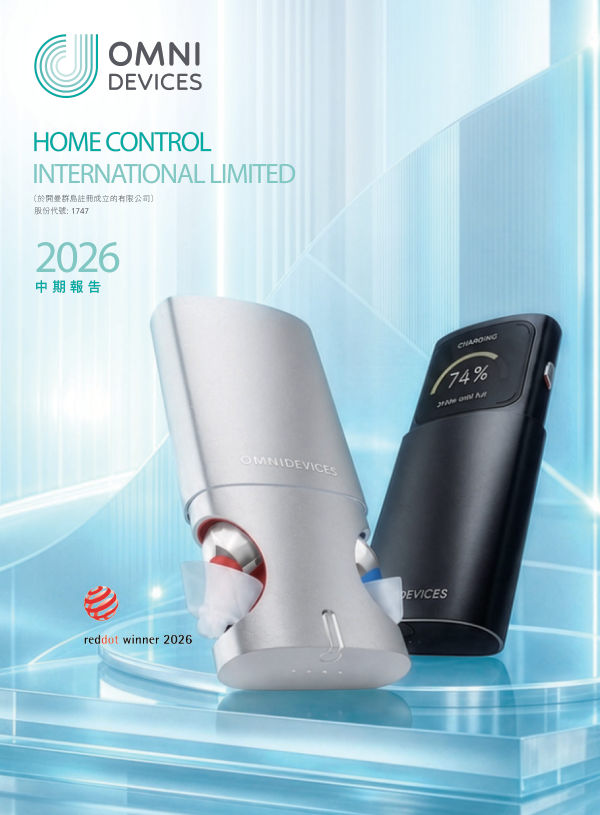 OMNI
DEVICES
HOME CONTROL
INTERNATIONAL LIMITED
(於開曼群島註冊成立的有限公司)
股份代號: 1747
2026
中期報告
CHARGING
74%
OMNIDEVICES
DEVICES
reddot winner 2026